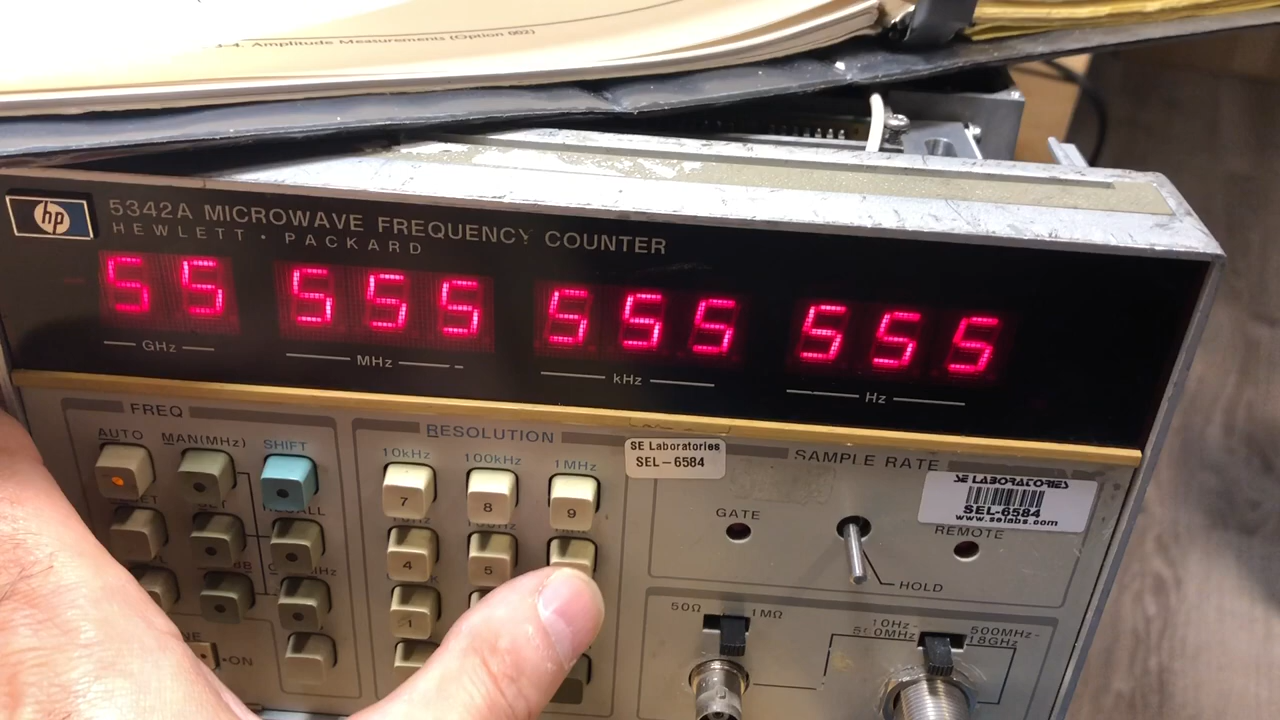 4. Amplitude Measurements (Option 002)
hp
5342A MICROWAVE FREQUENCY COUNTER
HEWLETT · PACKARD
55 555 555 555
GHz MHz kHz Hz
FREQ
AUTO MAN(MHz) SHIFT
RESOLUTION
10kHz 100kHz 1MHz
7 8 9
4 5
1
SE Laboratories
SEL-6584
SAMPLE RATE
SE LABORATORIES
SEL-6584
www.selabs.com
GATE
REMOTE
HOLD
ON
50Ω 1MΩ
10Hz-
500MHz
500MHz-
18GHz